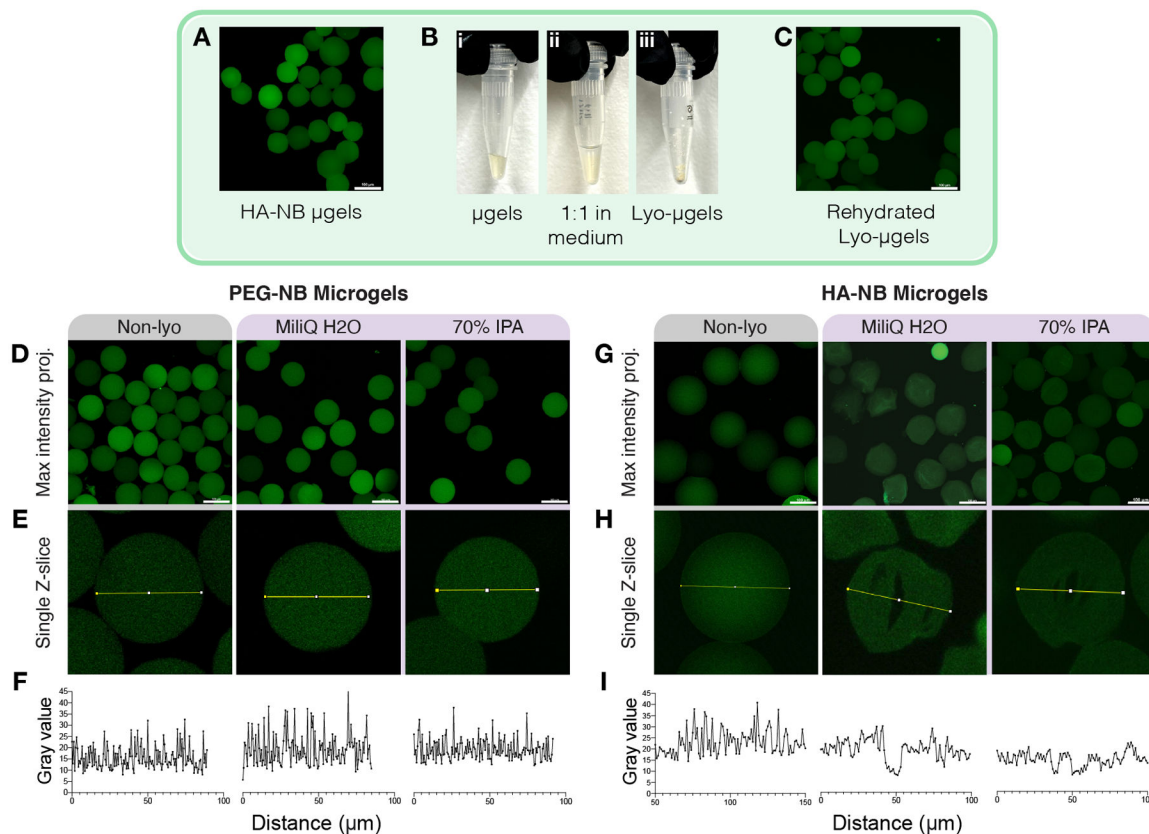 A
B
i
ii
iii
C
HA-NB µgels
µgels
1:1 in
medium
Lyo-µgels
Rehydrated
Lyo-µgels
PEG-NB Microgels
Non-lyo
MiliQ H2O
70% IPA
D
Max intensity proj.
E
Single Z-slice
F
Gray value
45
40
35
30
25
20
15
10
5
0
0
50
100
0
50
100
0
50
100
Distance (µm)
HA-NB Microgels
Non-lyo
MiliQ H2O
70% IPA
G
Max intensity proj.
100 µm
H
Single Z-slice
I
Gray value
45
40
35
30
25
20
15
10
5
0
50
100
150
0
50
100
0
50
100
Distance (µm)